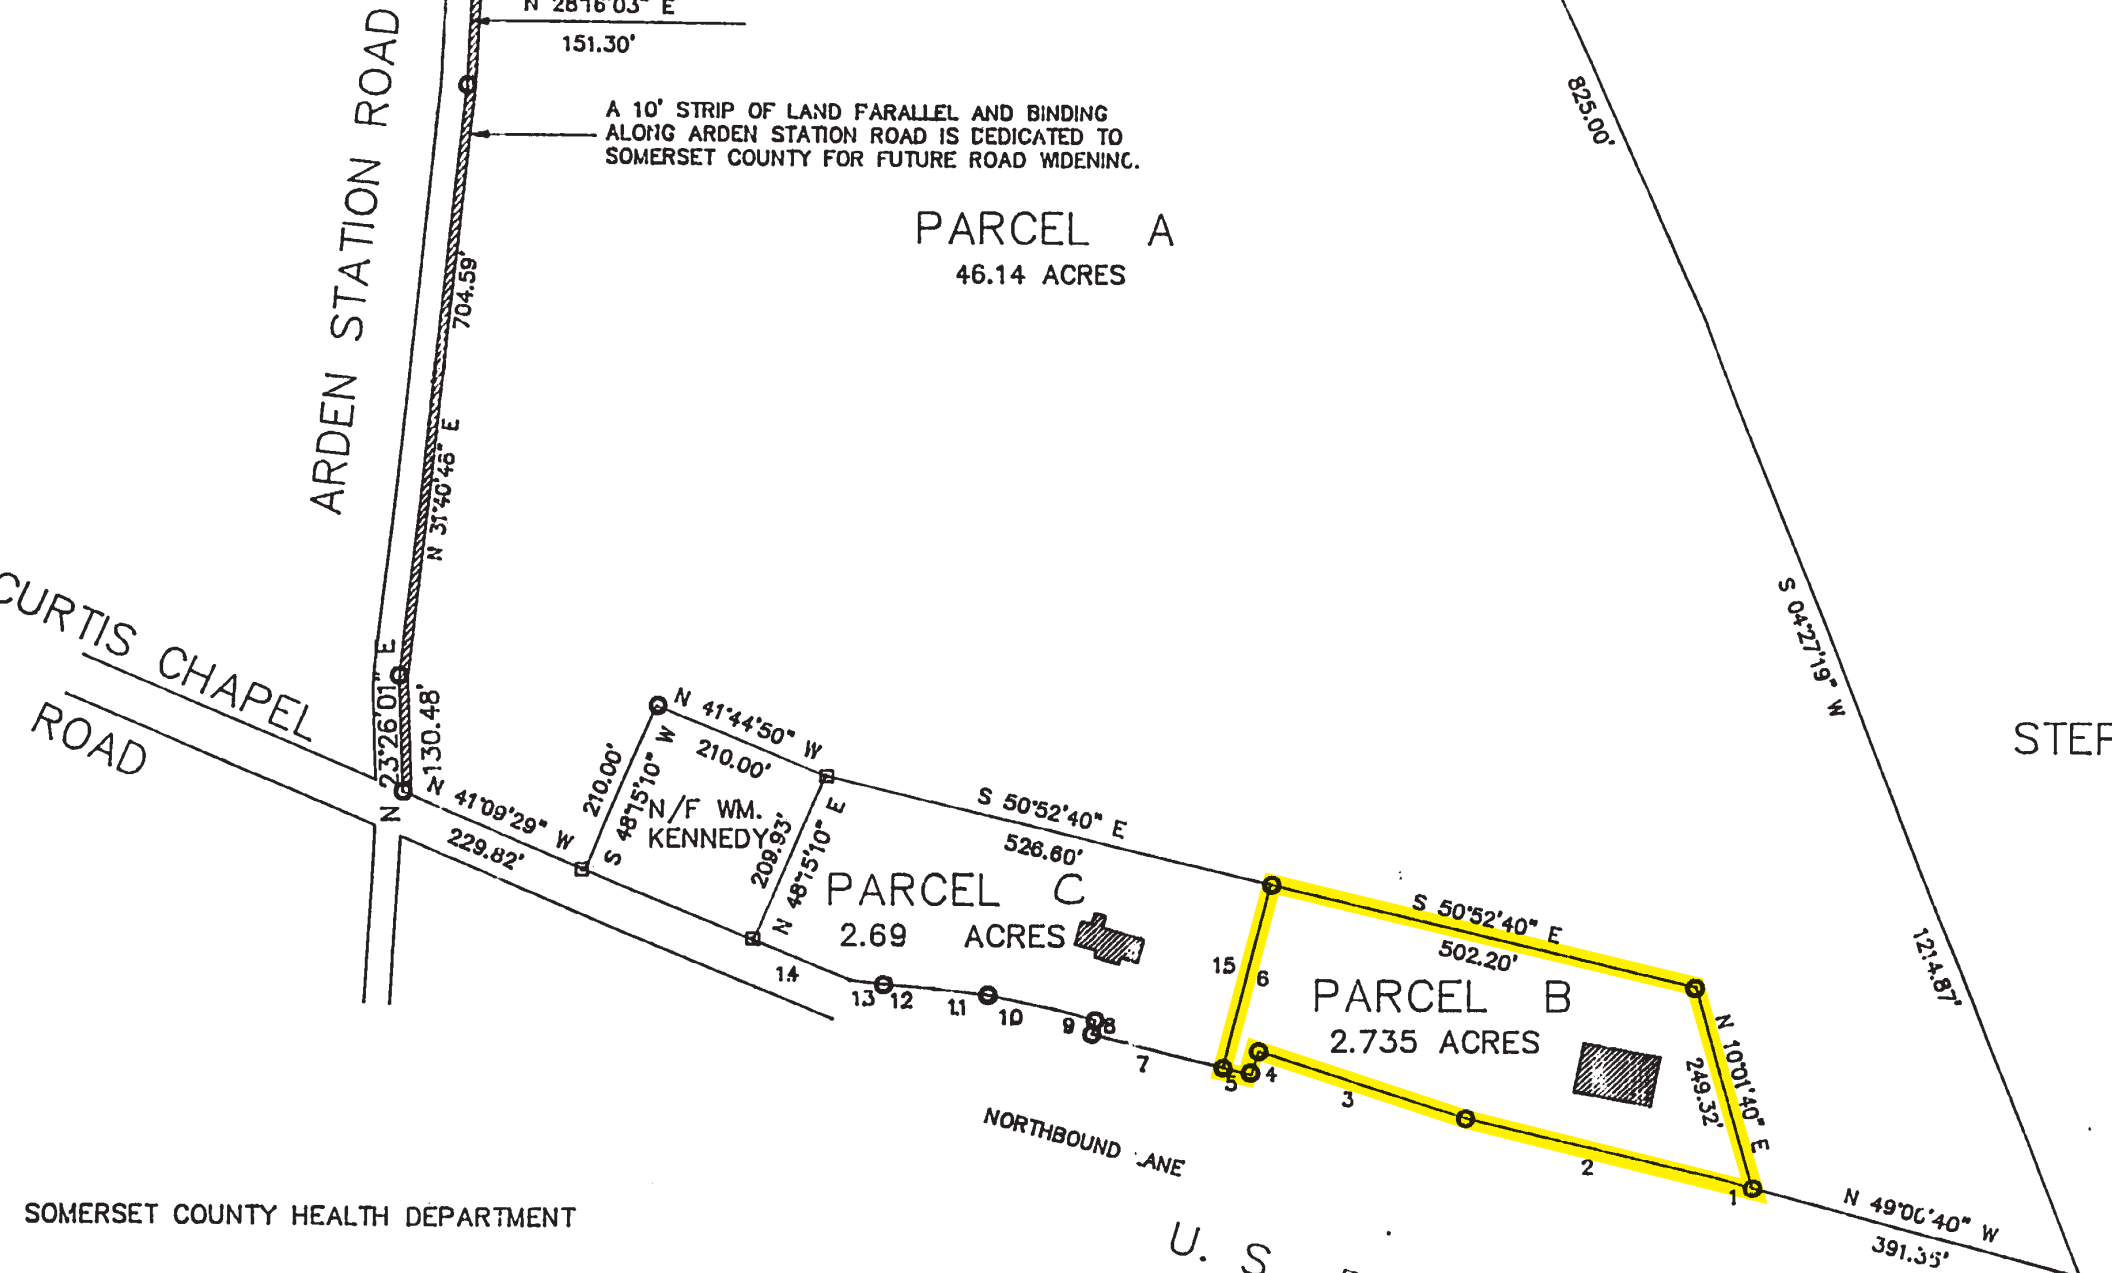 N 28°16'03" E
151.30'
A 10' STRIP OF LAND PARALLEL AND BINDING
ALONG ARDEN STATION ROAD IS DEDICATED TO
SOMERSET COUNTY FOR FUTURE ROAD WIDENING.
ARDEN STATION ROAD
825.00'
PARCEL A
46.14 ACRES
704.59'
N 31°40'46" E
S 04°27'19" W
1214.87'
CURTIS CHAPEL
ROAD
N 23°26'01" E
130.48'
N 41°09'29" W
229.82'
N 41°44'50" W
210.00'
210.00'
S 48°15'10" W
N/F WM.
KENNEDY
209.93'
N 48°15'10" E
S 50°52'40" E
526.60'
PARCEL C
2.69 ACRES
14
13
12
11
10
9
8
7
15
6
5
4
3
2
1
S 50°52'40" E
502.20'
PARCEL B
2.735 ACRES
N 10°01'40" E
249.32'
NORTHBOUND LANE
N 49°00'40" W
391.35'
SOMERSET COUNTY HEALTH DEPARTMENT
U. S.